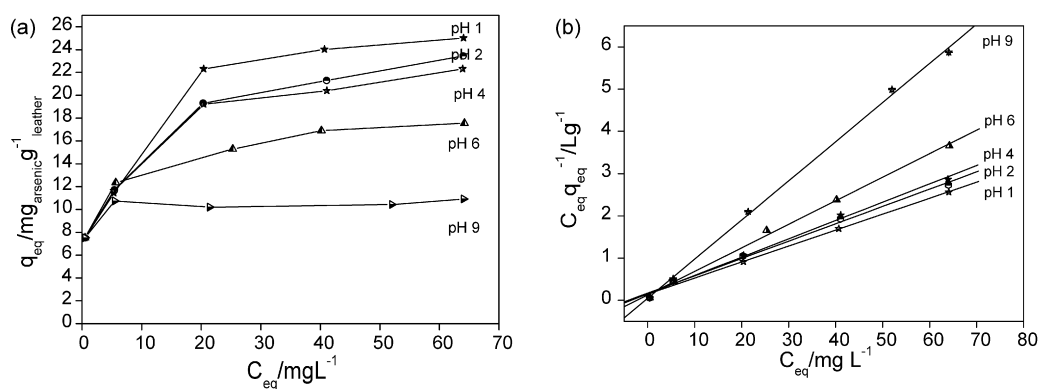 (a)
26
24
22
20
18
16
14
12
10
8
6
4
2
0
q_eq/mg_arsenic g^-1_leather
pH 1
pH 2
pH 4
pH 6
pH 9
0 10 20 30 40 50 60 70
C_eq/mgL^-1
(b)
6
5
4
3
2
1
0
C_eq q_eq^-1/Lg^-1
pH 9
pH 6
pH 4
pH 2
pH 1
0 10 20 30 40 50 60 70 80
C_eq/mg L^-1